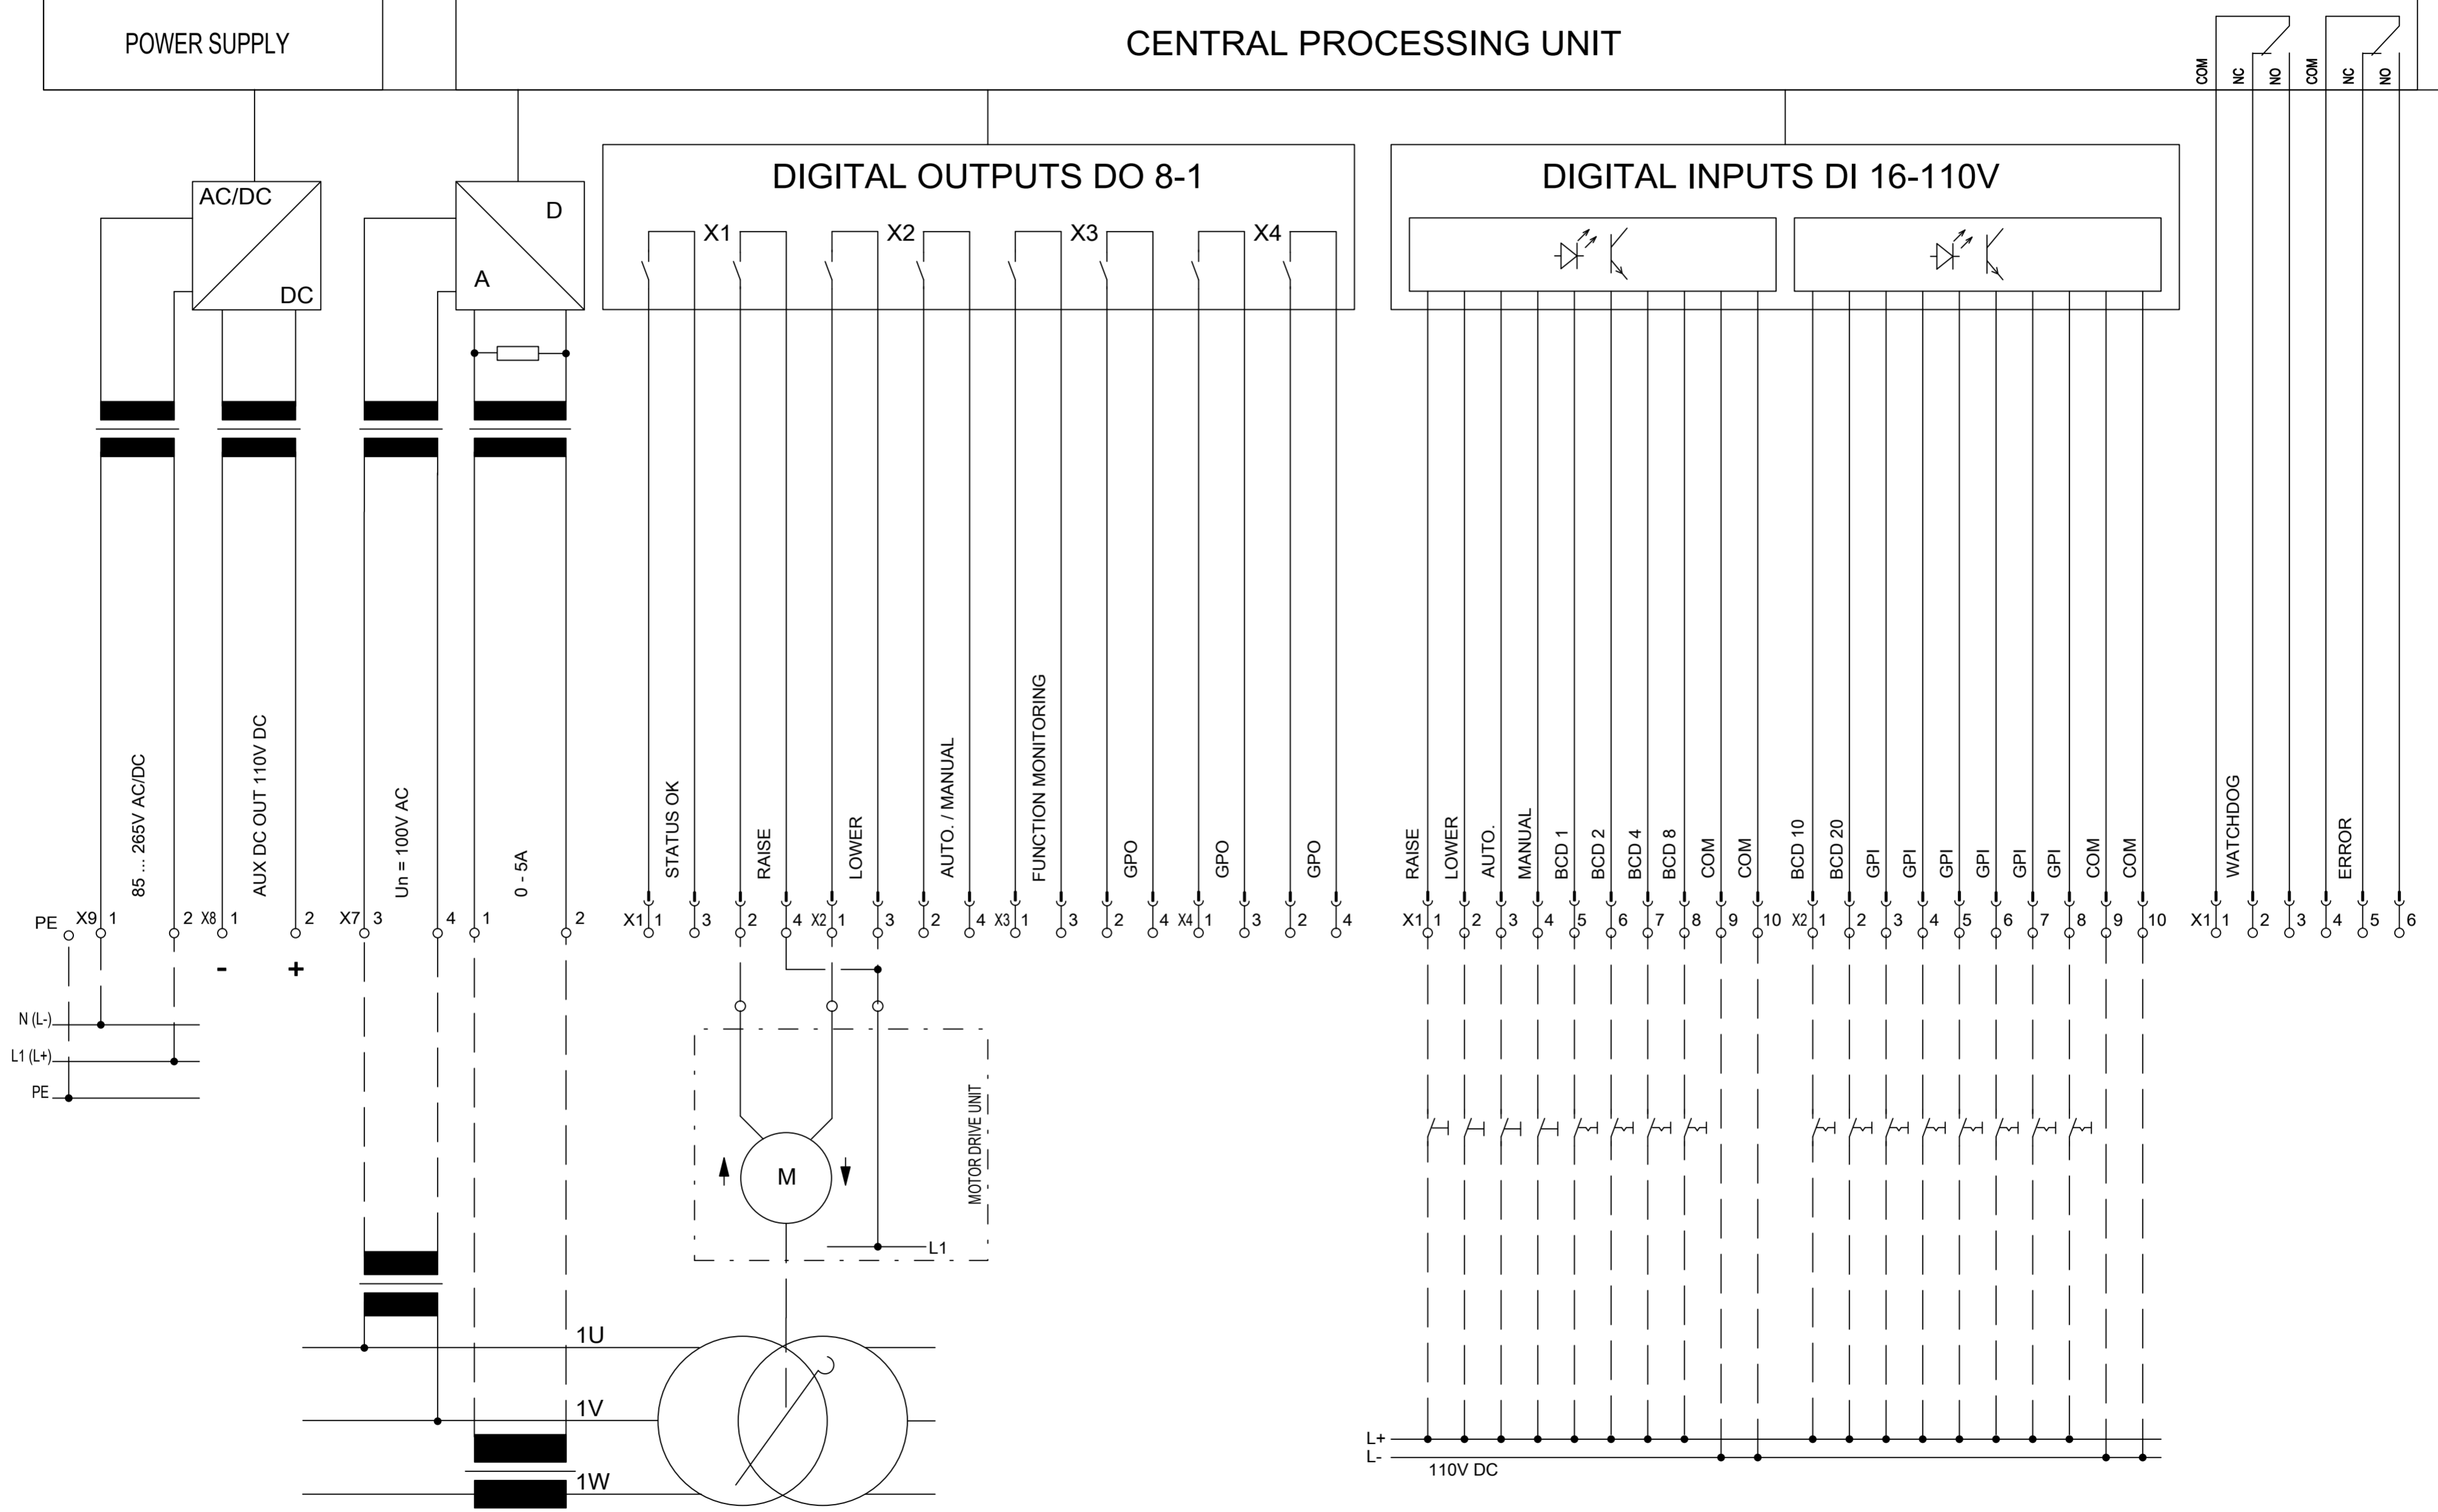 POWER SUPPLY
CENTRAL PROCESSING UNIT
COM
NC
NO
COM
NC
NO
AC/DC
DC
D
A
DIGITAL OUTPUTS DO 8-1
X1
X2
X3
X4
DIGITAL INPUTS DI 16-110V
85 ... 265V AC/DC
AUX DC OUT 110V DC
Un = 100V AC
0 - 5A
STATUS OK
RAISE
LOWER
AUTO. / MANUAL
FUNCTION MONITORING
GPO
GPO
GPO
RAISE
LOWER
AUTO.
MANUAL
BCD 1
BCD 2
BCD 4
BCD 8
COM
COM
BCD 10
BCD 20
GPI
GPI
GPI
GPI
GPI
GPI
COM
COM
WATCHDOG
ERROR
PE X9 1 2 X8 1 2 X7 3 4 1 2 X1 1 3 2 4 X2 1 3 2 4 X3 1 3 2 4 X4 1 3 2 4 X1 1 2 3 4 5 6 7 8 9 10 X2 1 2 3 4 5 6 7 8 9 10 X1 1 2 3 4 5 6
- +
N (L-)
L1 (L+)
PE
MOTOR DRIVE UNIT
M
L1
1U
1V
1W
L+
L-
110V DC